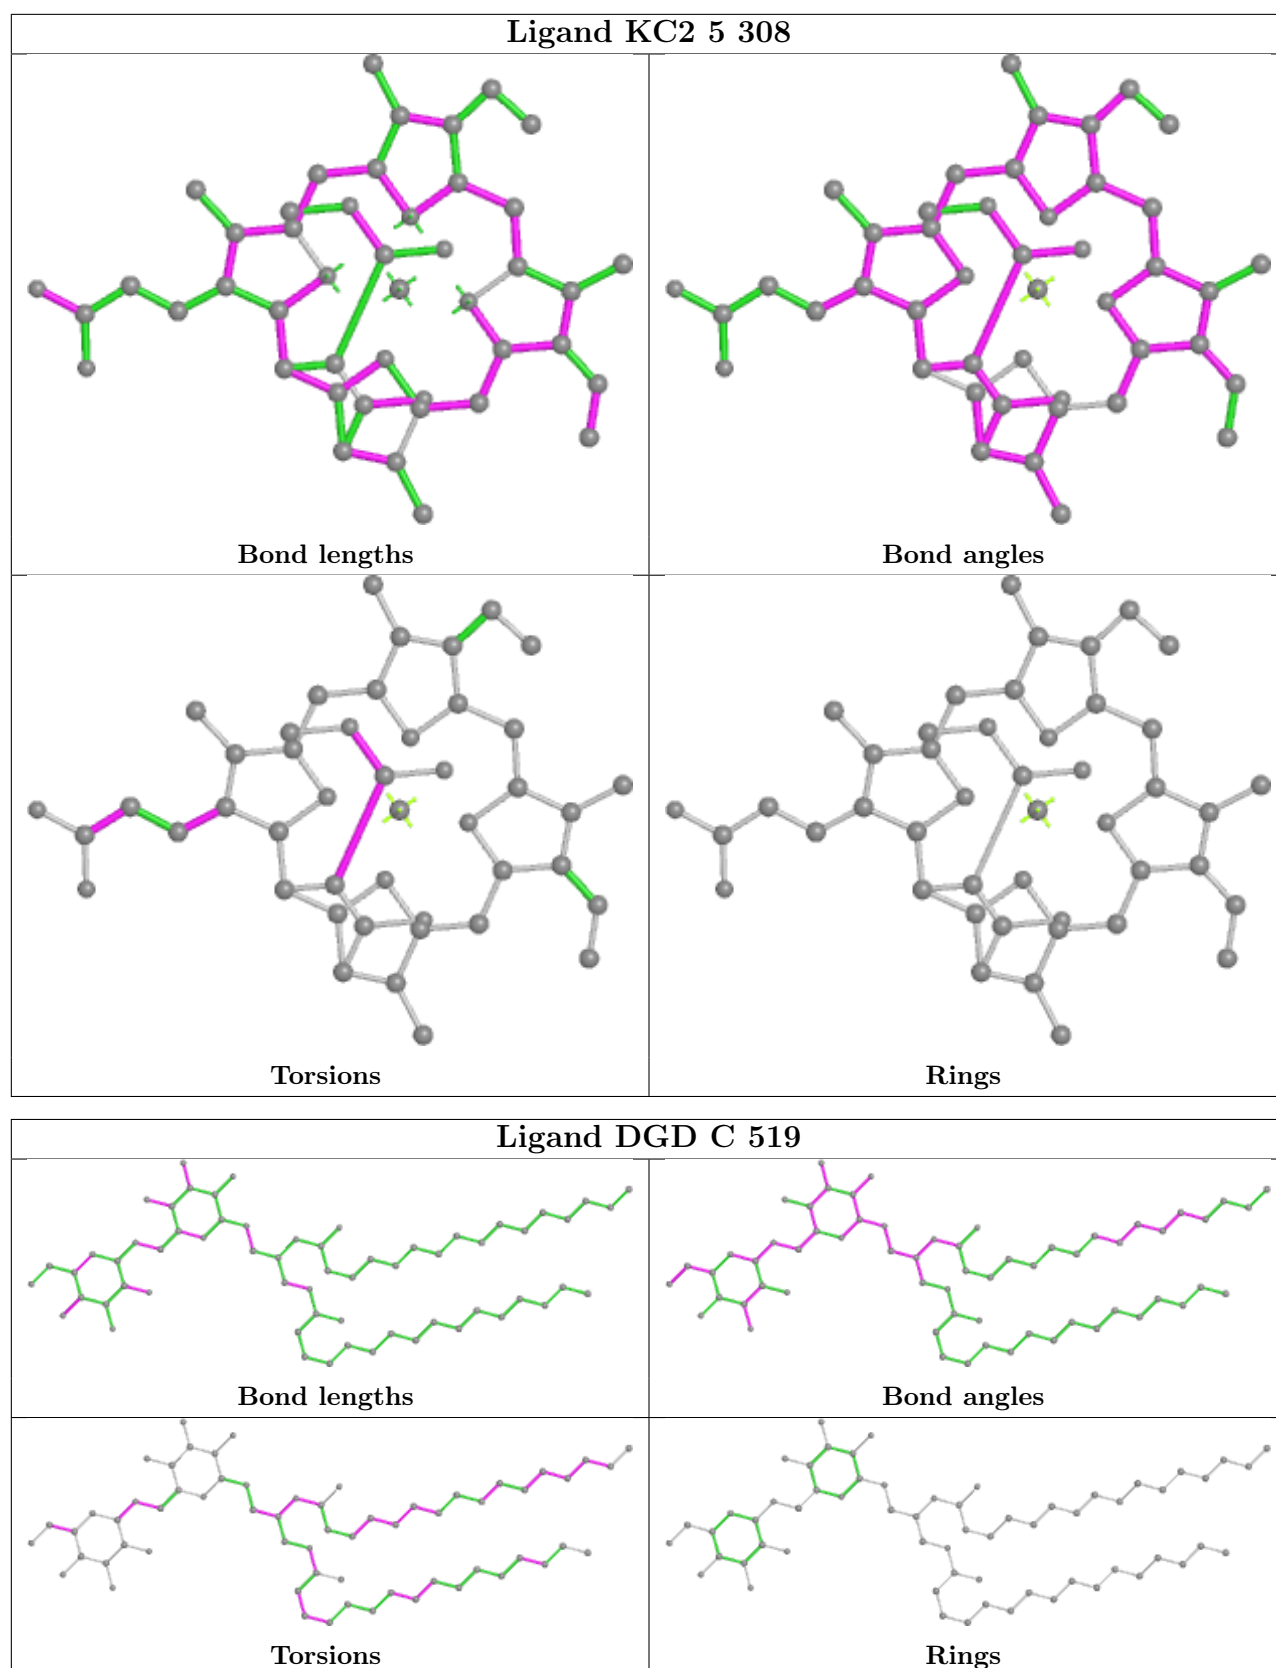 Ligand KC2 5 308
Bond lengths
Bond angles
Torsions
Rings
Ligand DGD C 519
Bond lengths
Bond angles
Torsions
Rings